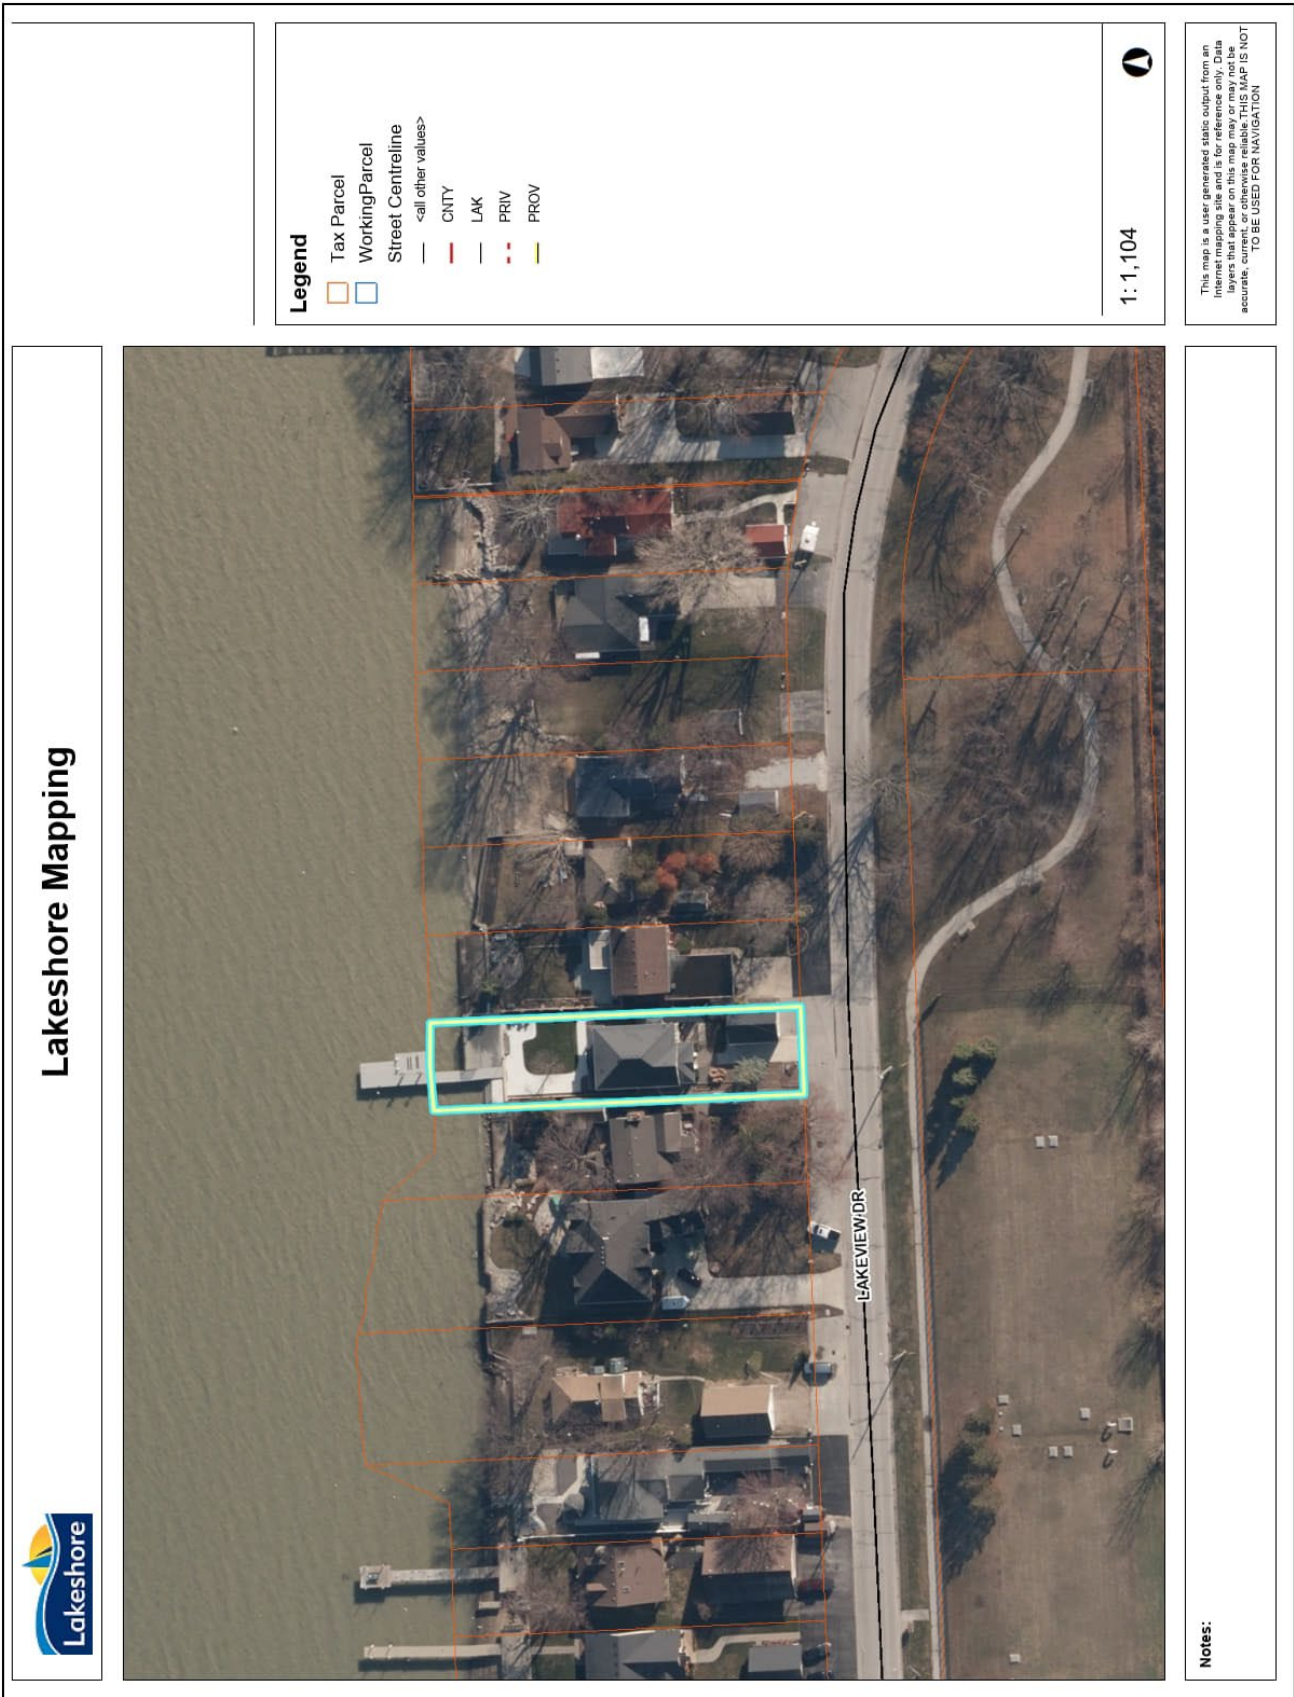 Lakeshore
Lakeshore Mapping
LAKEVIEW DR
Legend
Tax Parcel
WorkingParcel
Street Centreline
<all other values>
CNTY
LAK
PRIV
PROV
1: 1,104
Notes:
This map is a user generated static output from an
Internet mapping site and is for reference only. Data
layers that appear on this map may or may not be
accurate, current, or otherwise reliable.THIS MAP IS NOT
TO BE USED FOR NAVIGATION